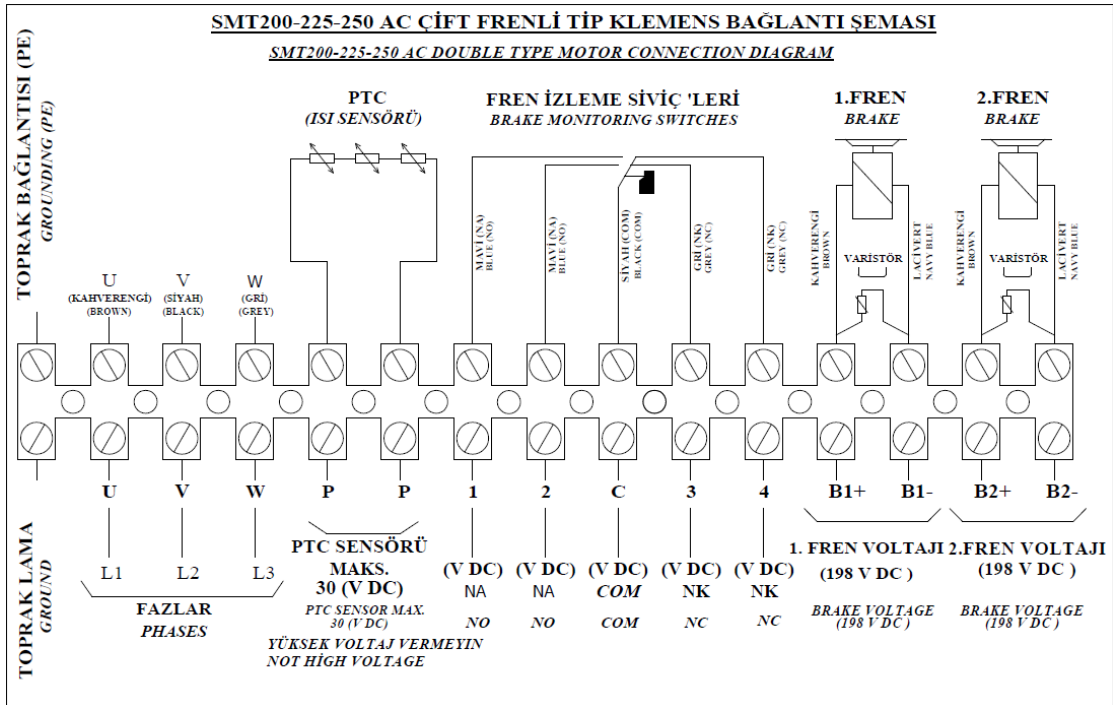 SMT200-225-250 AC ÇİFT FRENLİ TİP KLEMENS BAĞLANTI ŞEMASI
SMT200-225-250 AC DOUBLE TYPE MOTOR CONNECTION DIAGRAM
TOPRAK BAĞLANTISI (PE)
GROUNDING (PE)
PTC
(ISI SENSÖRÜ)
FREN İZLEME SİVİÇ 'LERİ
BRAKE MONITORING SWITCHES
1.FREN
BRAKE
2.FREN
BRAKE
U
(KAHVERENGİ)
(BROWN)
V
(SİYAH)
(BLACK)
W
(GRİ)
(GREY)
MAVİ (NA)
BLUE (NO)
MAVİ (NA)
BLUE (NO)
SİYAH (COM)
BLACK (COM)
GRİ (NK)
GREY (NC)
GRİ (NK)
GREY (NC)
KAHVERENGİ
BROWN
VARİSTÖR
LACİVERT
NAVY BLUE
KAHVERENGİ
BROWN
VARİSTÖR
LACİVERT
NAVY BLUE
U V W P P 1 2 C 3 4 B1+ B1- B2+ B2-
TOPRAK LAMA
GROUND
L1 L2 L3
FAZLAR
PHASES
PTC SENSÖRÜ
MAKS.
30 (V DC)
PTC SENSOR MAX.
30 (V DC)
YÜKSEK VOLTAJ VERMEYIN
NOT HIGH VOLTAGE
(V DC) (V DC) (V DC) (V DC) (V DC)
NA NA COM NK NK
NO NO COM NC NC
1. FREN VOLTAJI
(198 V DC )
BRAKE VOLTAGE
(198 V DC )
2.FREN VOLTAJI
(198 V DC )
BRAKE VOLTAGE
(198 V DC )